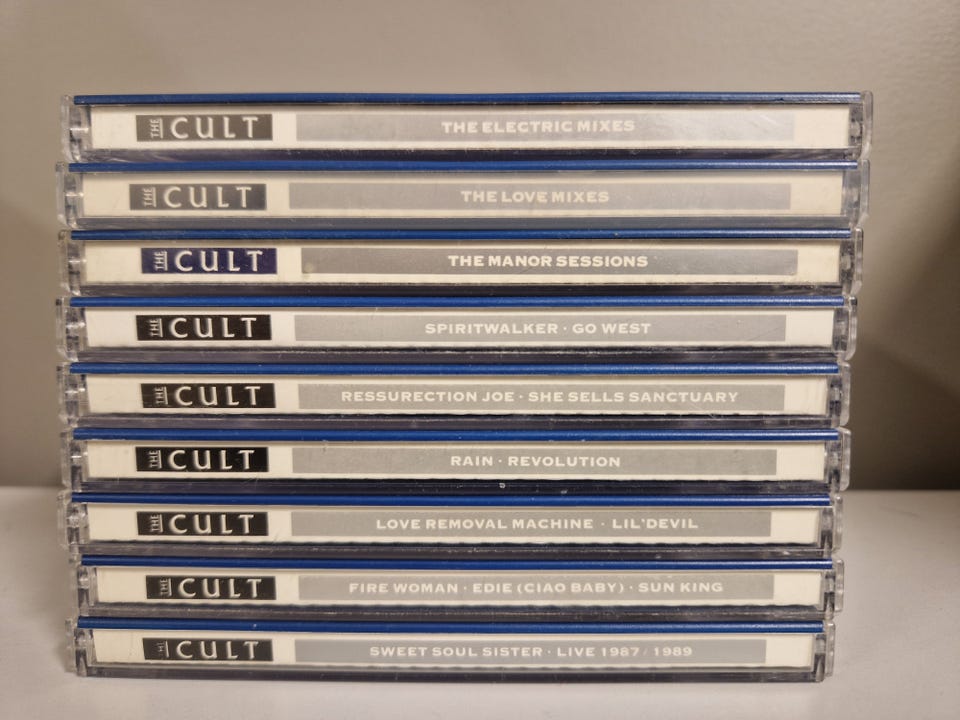 THE CULT THE ELECTRIC MIXES
THE CULT THE LOVE MIXES
THE CULT THE MANOR SESSIONS
THE CULT SPIRITWALKER · GO WEST
THE CULT RESSURECTION JOE · SHE SELLS SANCTUARY
THE CULT RAIN · REVOLUTION
THE CULT LOVE REMOVAL MACHINE · LIL'DEVIL
THE CULT FIRE WOMAN · EDIE (CIAO BABY) · SUN KING
THE CULT SWEET SOUL SISTER · LIVE 1987 / 1989